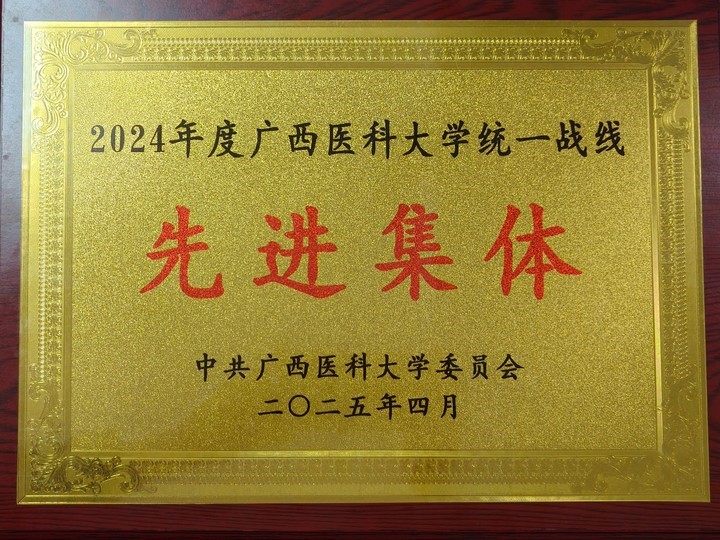 2024年度广西医科大学统一战线
先进集体
中共广西医科大学委员会
二〇二五年四月